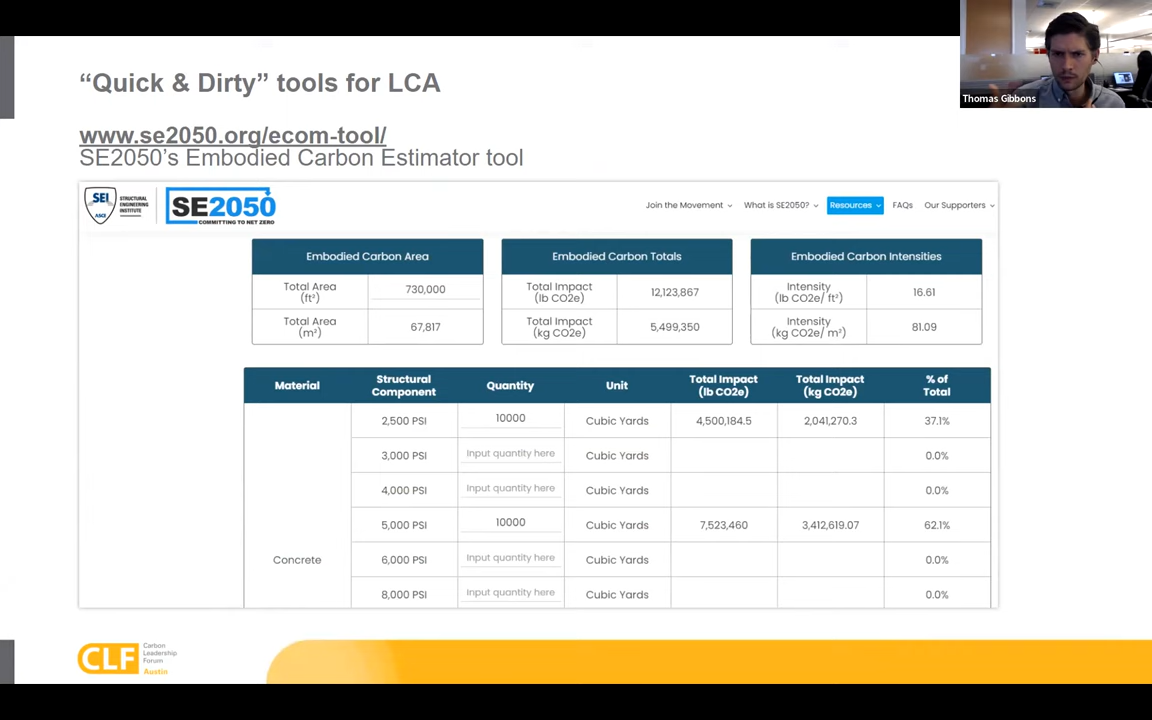 “Quick & Dirty” tools for LCA
Thomas Gibbons
www.se2050.org/ecom-tool/
SE2050’s Embodied Carbon Estimator tool
SEI
ASCE
STRUCTURAL
ENGINEERING
INSTITUTE
SE2050
COMMITTING TO NET ZERO
Join the Movement
What is SE2050?
Resources
FAQs
Our Supporters
Embodied Carbon Area
Total Area
(ft²)
730,000
Total Area
(m²)
67,817
Embodied Carbon Totals
Total Impact
(lb CO2e)
12,123,867
Total Impact
(kg CO2e)
5,499,350
Embodied Carbon Intensities
Intensity
(lb CO2e/ ft²)
16.61
Intensity
(kg CO2e/ m²)
81.09
Material
Structural
Component
Quantity
Unit
Total Impact
(lb CO2e)
Total Impact
(kg CO2e)
% of
Total
2,500 PSI 10000 Cubic Yards 4,500,184.5 2,041,270.3 37.1%
3,000 PSI Input quantity here Cubic Yards 0.0%
4,000 PSI Input quantity here Cubic Yards 0.0%
5,000 PSI 10000 Cubic Yards 7,523,460 3,412,619.07 62.1%
Concrete 6,000 PSI Input quantity here Cubic Yards 0.0%
8,000 PSI Input quantity here Cubic Yards 0.0%
CLF
Carbon
Leadership
Forum
Austin